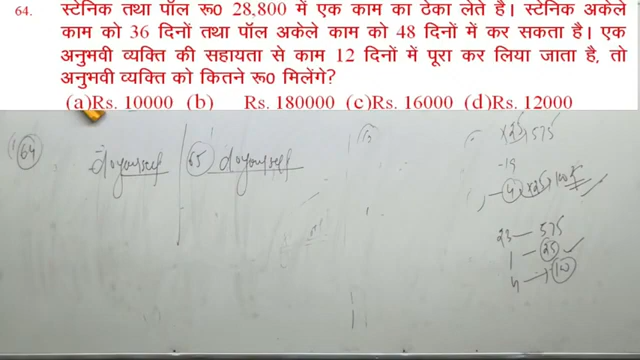 64. स्टेनिक तथा पॉल रू0 28,800 में एक काम का ठेका लेते है। स्टेनिक अकेले
काम को 36 दिनों तथा पॉल अकेले काम को 48 दिनों में कर सकता है। एक
अनुभवी व्यक्ति की सहायता से काम 12 दिनों में पूरा कर लिया जाता है, तो
अनुभवी व्यक्ति को कितने रू0 मिलेंगे?
(a)Rs. 10000 (b) Rs. 180000 (c)Rs. 16000 (d)Rs. 12000
64 do yourself 65 do yourself
23 — 575
1 — 25
4 → 100